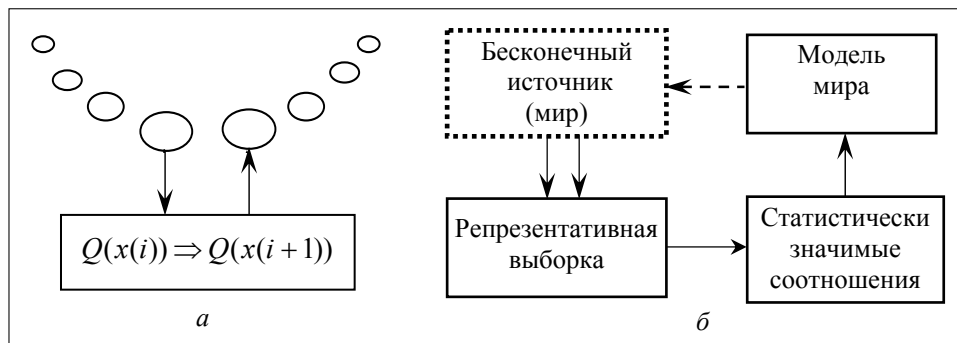 Q(x(i)) ⇒ Q(x(i+1))
а
Бесконечный
источник
(мир)
Модель
мира
Репрезентативная
выборка
Статистически
значимые
соотношения
б